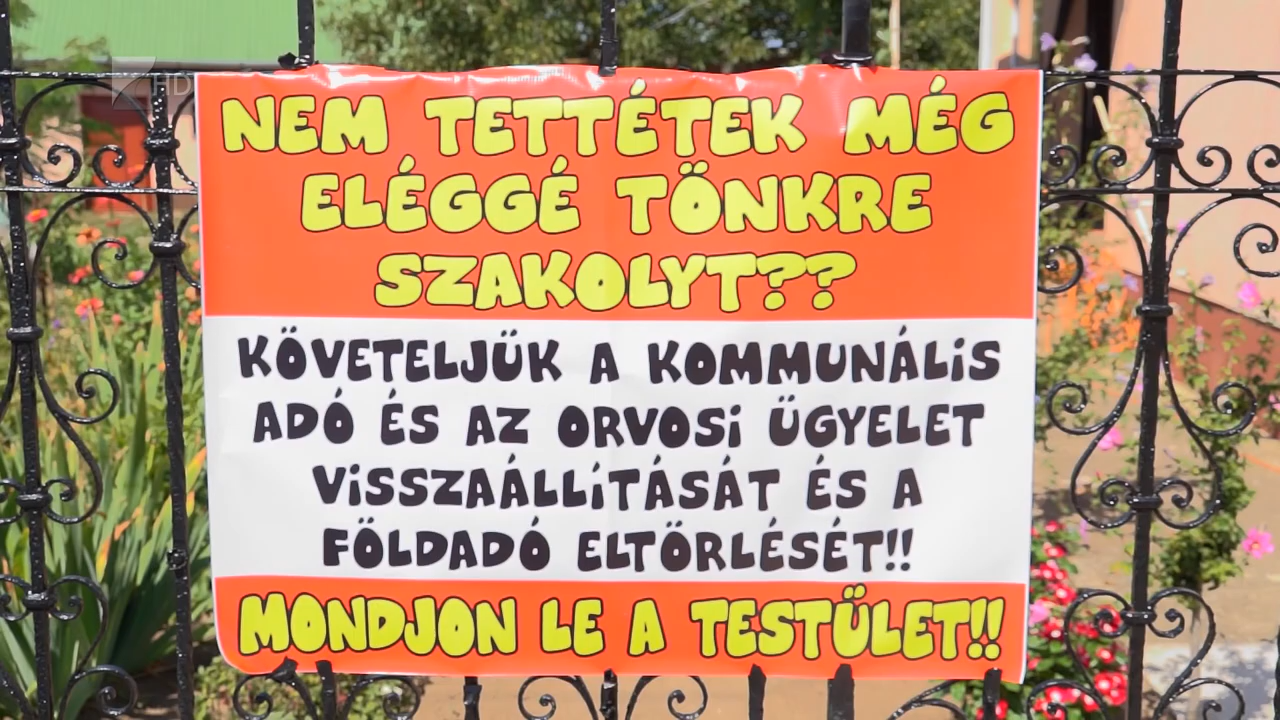 HD
NEM TETTÉTEK MÉG
ELÉGGÉ TÖNKRE
SZAKOLYT??
KÖVETELJÜK A KOMMUNÁLiS
ADÓ ÉS AZ ORVOSi ÜGYELET
ViSSZAÁLLíTÁSÁT ÉS A
FÖLDADÓ ELTÖRLÉSÉT!!
MONDJON LE A TESTÜLET!!